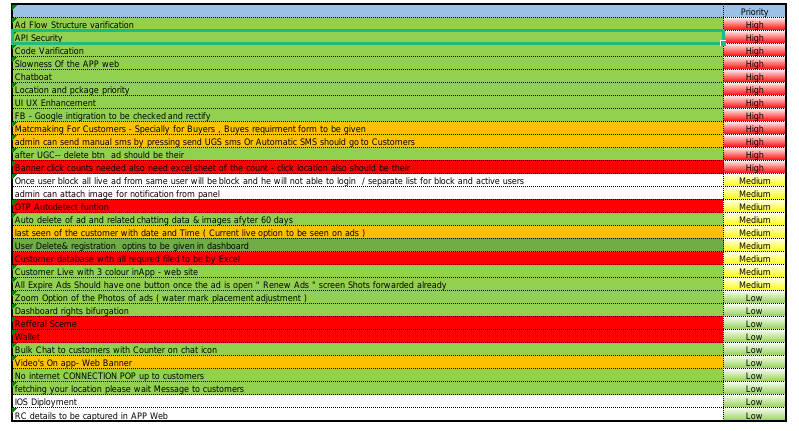 Priority
Ad Flow Structure varification High
API Security High
Code Varification High
Slowness Of the APP web High
Chatboat High
Location and pckage priority High
UI UX Enhancement High
FB - Google intigration to be checked and rectify High
Matcmaking For Customers - Specially for Buyers , Buyes requirment form to be given High
admin can send manual sms by pressing send UGS sms Or Automatic SMS should go to Customers High
after UGC-- delete btn ad should be their High
Banner click counts needed also need excel sheet of the count - click location also should be their High
Once user block all live ad from same user will be block and he will not able to login / separate list for block and active users Medium
admin can attach image for notification from panel Medium
OTP Autodetect funtion Medium
Auto delete of ad and related chatting data & images afyter 60 days Medium
last seen of the customer with date and Time ( Current live option to be seen on ads ) Medium
User Delete& registration optins to be given in dashboard Medium
Customer database with all requred filed to be by Excel Medium
Customer Live with 3 colour inApp - web site Medium
All Expire Ads Should have one button once the ad is open " Renew Ads " screen Shots forwarded already Medium
Zoom Option of the Photos of ads ( water mark placement adjustment ) Low
Dashboard rights bifurgation Low
Refferal Sceme Low
Wallet Low
Bulk Chat to customers with Counter on chat icon Low
Video's On app- Web Banner Low
No internet CONNECTION POP up to customers Low
fetching your location please wait Message to customers Low
IOS Diployment Low
RC details to be captured in APP Web Low